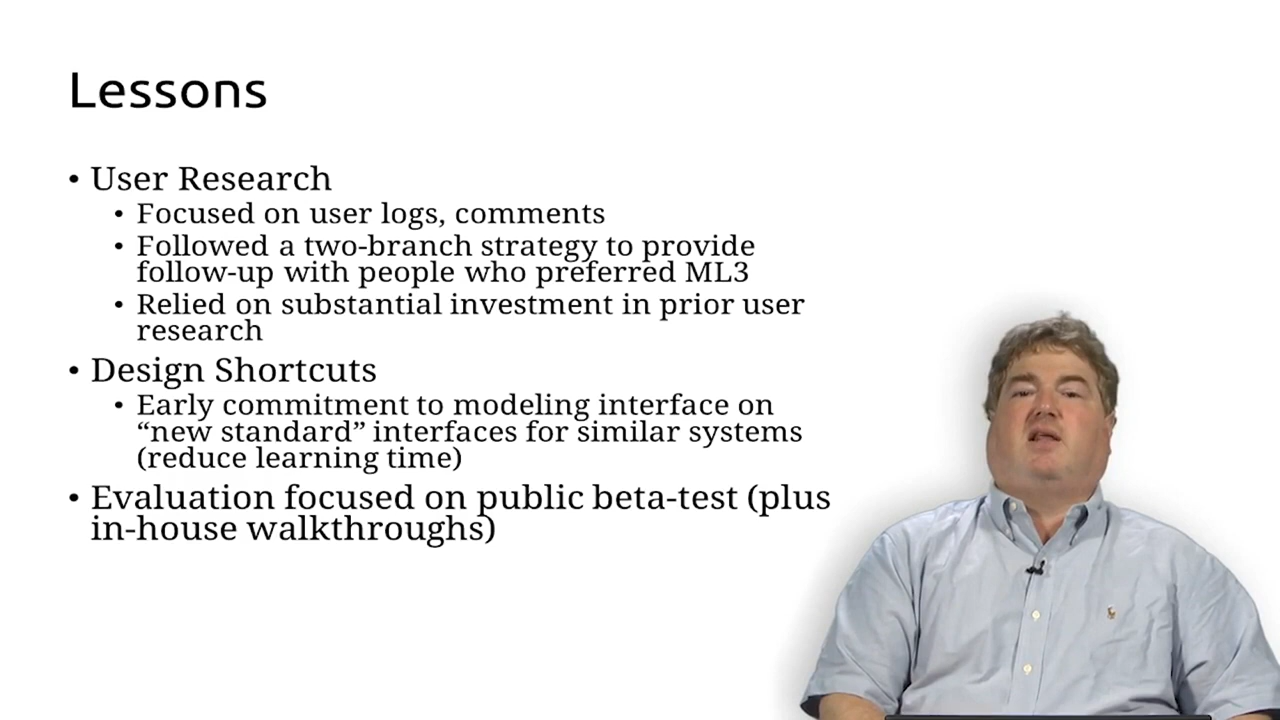 Lessons
• User Research
• Focused on user logs, comments
• Followed a two-branch strategy to provide
follow-up with people who preferred ML3
• Relied on substantial investment in prior user
research
• Design Shortcuts
• Early commitment to modeling interface on
“new standard” interfaces for similar systems
(reduce learning time)
• Evaluation focused on public beta-test (plus
in-house walkthroughs)